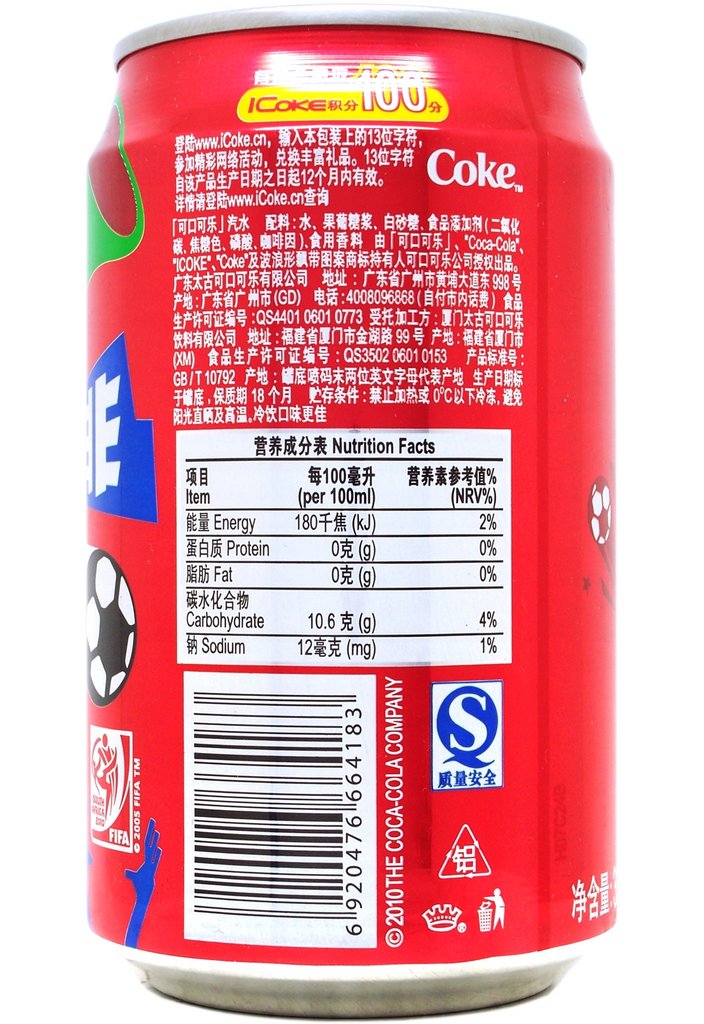 ICOKE积分100分
登陆www.iCoke.cn，输入本包装上的13位字符，
参加精彩网络活动，兑换丰富礼品。13位字符
自该产品生产日期之日起12个月内有效。
详情请登陆www.iCoke.cn查询
Coke™
「可口可乐」汽水 配料：水、果葡糖浆、白砂糖、食品添加剂（二氧化
碳、焦糖色、磷酸、咖啡因）、食用香料 由「可口可乐」、"Coca-Cola"、
"ICOKE"、"Coke"及波浪形飘带图案商标持有人可口可乐公司授权出品。
广东太古可口可乐有限公司 地址：广东省广州市黄埔大道东 998 号
产地：广东省广州市(GD) 电话：4008096868（自付市内话费） 食品
生产许可证编号：QS4401 0601 0773 受托加工方：厦门太古可口可乐
饮料有限公司 地址：福建省厦门市金湖路 99 号 产地：福建省厦门市
(XM) 食品生产许可证编号：QS3502 0601 0153 产品标准号：
GB/T 10792 产地：罐底喷码末两位英文字母代表产地 生产日期标
于罐底，保质期 18 个月 贮存条件：禁止加热或 0°C以下冷冻，避免
阳光直晒及高温。冷饮口味更佳
营养成分表 Nutrition Facts
项目 每100毫升 营养素参考值%
Item (per 100ml) (NRV%)
能量 Energy 180千焦 (kJ) 2%
蛋白质 Protein 0克 (g) 0%
脂肪 Fat 0克 (g) 0%
碳水化合物
Carbohydrate 10.6 克 (g) 4%
钠 Sodium 12毫克 (mg) 1%
6 920476 664183
©2010 THE COCA-COLA COMPANY
S
质量安全
铝
SOUTH AFRICA 2010
FIFA
© 2005 FIFA TM
净含量: